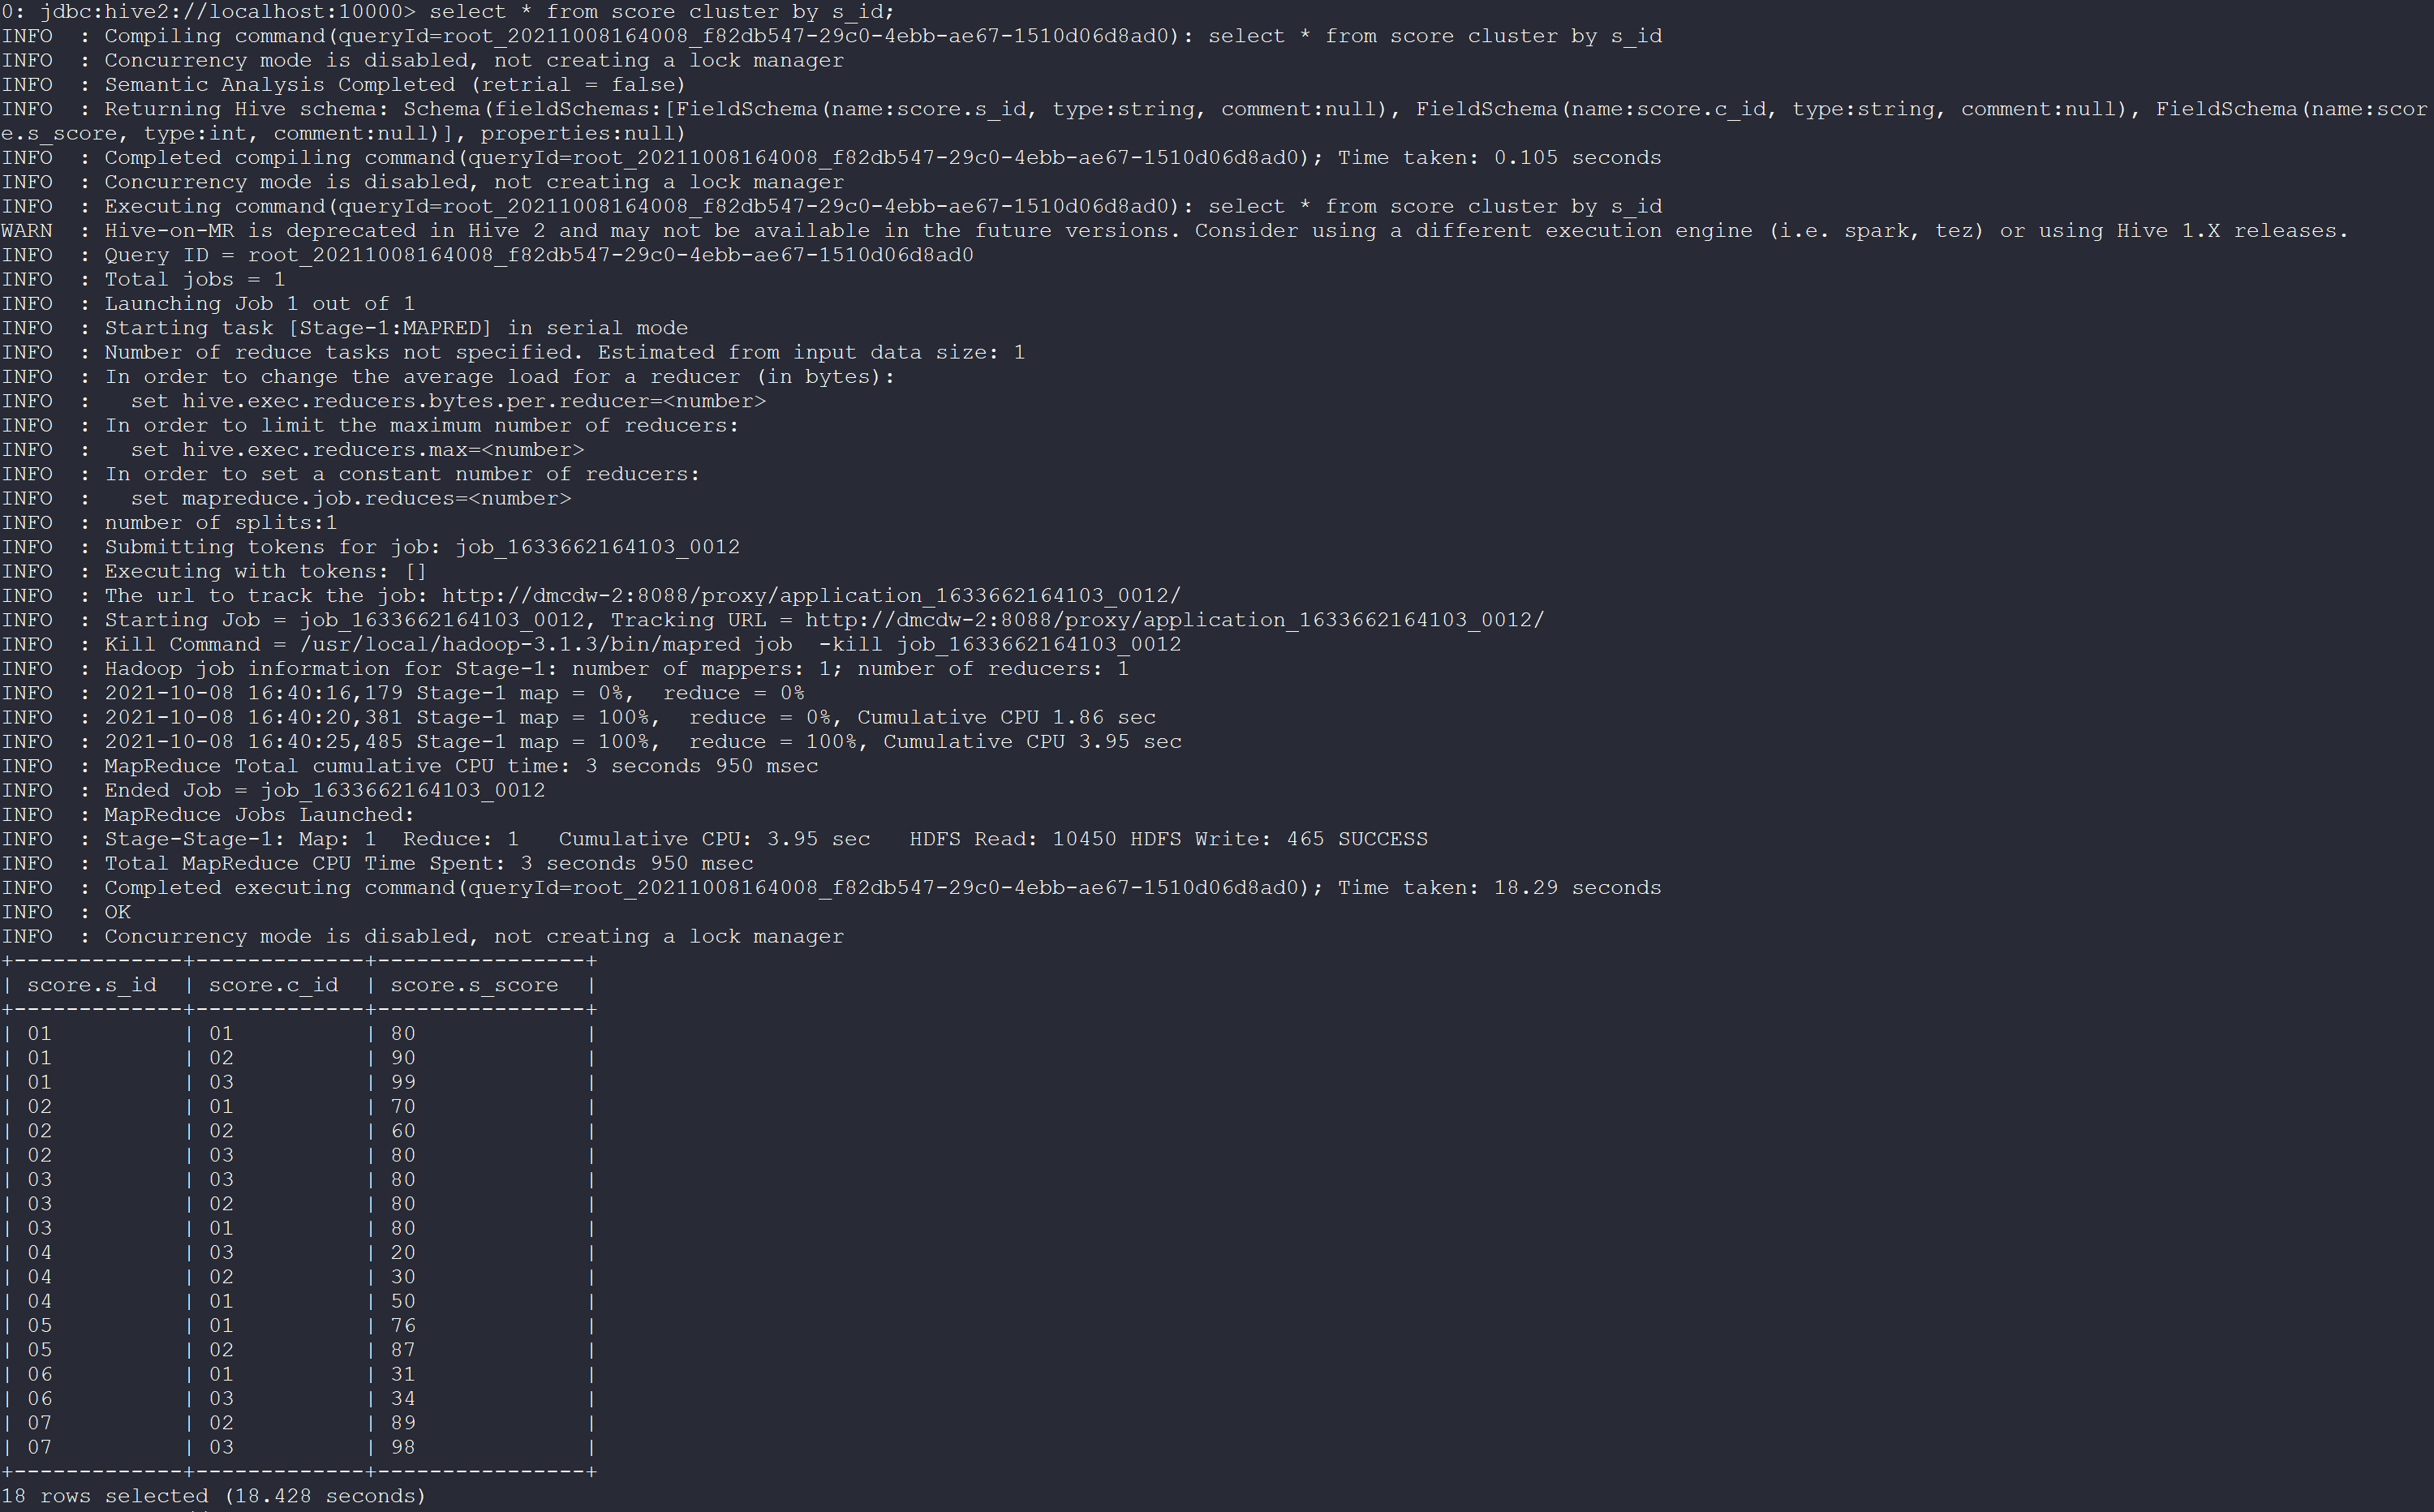 0: jdbc:hive2://localhost:10000> select * from score cluster by s_id;
INFO  : Compiling command(queryId=root_20211008164008_f82db547-29c0-4ebb-ae67-1510d06d8ad0): select * from score cluster by s_id
INFO  : Concurrency mode is disabled, not creating a lock manager
INFO  : Semantic Analysis Completed (retrial = false)
INFO  : Returning Hive schema: Schema(fieldSchemas:[FieldSchema(name:score.s_id, type:string, comment:null), FieldSchema(name:score.c_id, type:string, comment:null), FieldSchema(name:scor
e.s_score, type:int, comment:null)], properties:null)
INFO  : Completed compiling command(queryId=root_20211008164008_f82db547-29c0-4ebb-ae67-1510d06d8ad0); Time taken: 0.105 seconds
INFO  : Concurrency mode is disabled, not creating a lock manager
INFO  : Executing command(queryId=root_20211008164008_f82db547-29c0-4ebb-ae67-1510d06d8ad0): select * from score cluster by s_id
WARN  : Hive-on-MR is deprecated in Hive 2 and may not be available in the future versions. Consider using a different execution engine (i.e. spark, tez) or using Hive 1.X releases.
INFO  : Query ID = root_20211008164008_f82db547-29c0-4ebb-ae67-1510d06d8ad0
INFO  : Total jobs = 1
INFO  : Launching Job 1 out of 1
INFO  : Starting task [Stage-1:MAPRED] in serial mode
INFO  : Number of reduce tasks not specified. Estimated from input data size: 1
INFO  : In order to change the average load for a reducer (in bytes):
INFO  :   set hive.exec.reducers.bytes.per.reducer=<number>
INFO  : In order to limit the maximum number of reducers:
INFO  :   set hive.exec.reducers.max=<number>
INFO  : In order to set a constant number of reducers:
INFO  :   set mapreduce.job.reduces=<number>
INFO  : number of splits:1
INFO  : Submitting tokens for job: job_1633662164103_0012
INFO  : Executing with tokens: []
INFO  : The url to track the job: http://dmcdw-2:8088/proxy/application_1633662164103_0012/
INFO  : Starting Job = job_1633662164103_0012, Tracking URL = http://dmcdw-2:8088/proxy/application_1633662164103_0012/
INFO  : Kill Command = /usr/local/hadoop-3.1.3/bin/mapred job  -kill job_1633662164103_0012
INFO  : Hadoop job information for Stage-1: number of mappers: 1; number of reducers: 1
INFO  : 2021-10-08 16:40:16,179 Stage-1 map = 0%,  reduce = 0%
INFO  : 2021-10-08 16:40:20,381 Stage-1 map = 100%,  reduce = 0%, Cumulative CPU 1.86 sec
INFO  : 2021-10-08 16:40:25,485 Stage-1 map = 100%,  reduce = 100%, Cumulative CPU 3.95 sec
INFO  : MapReduce Total cumulative CPU time: 3 seconds 950 msec
INFO  : Ended Job = job_1633662164103_0012
INFO  : MapReduce Jobs Launched:
INFO  : Stage-Stage-1: Map: 1  Reduce: 1   Cumulative CPU: 3.95 sec   HDFS Read: 10450 HDFS Write: 465 SUCCESS
INFO  : Total MapReduce CPU Time Spent: 3 seconds 950 msec
INFO  : Completed executing command(queryId=root_20211008164008_f82db547-29c0-4ebb-ae67-1510d06d8ad0); Time taken: 18.29 seconds
INFO  : OK
INFO  : Concurrency mode is disabled, not creating a lock manager
+-------------+-------------+----------------+
| score.s_id  | score.c_id  | score.s_score  |
+-------------+-------------+----------------+
| 01          | 01          | 80             |
| 01          | 02          | 90             |
| 01          | 03          | 99             |
| 02          | 01          | 70             |
| 02          | 02          | 60             |
| 02          | 03          | 80             |
| 03          | 03          | 80             |
| 03          | 02          | 80             |
| 03          | 01          | 80             |
| 04          | 03          | 20             |
| 04          | 02          | 30             |
| 04          | 01          | 50             |
| 05          | 01          | 76             |
| 05          | 02          | 87             |
| 06          | 01          | 31             |
| 06          | 03          | 34             |
| 07          | 02          | 89             |
| 07          | 03          | 98             |
+-------------+-------------+----------------+
18 rows selected (18.428 seconds)